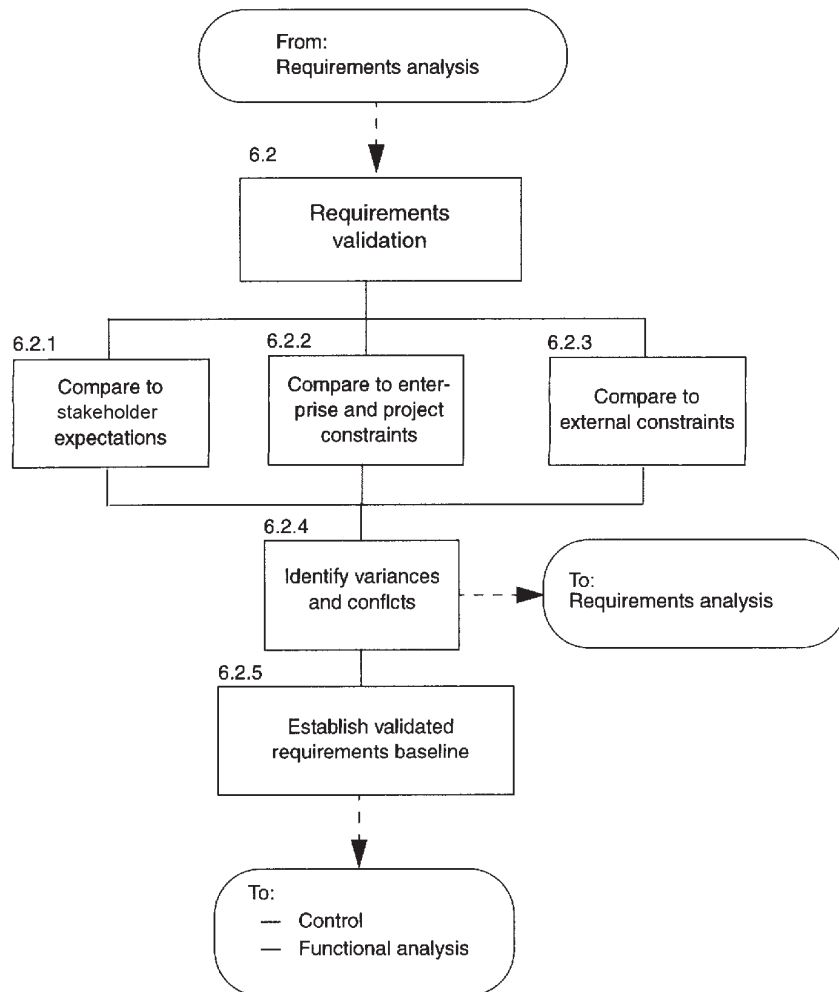 From:
Requirements analysis
6.2
Requirements
validation
6.2.1
Compare to
stakeholder
expectations
6.2.2
Compare to enter-
prise and project
constraints
6.2.3
Compare to
external constraints
6.2.4
Identify variances
and conflcts
To:
Requirements analysis
6.2.5
Establish validated
requirements baseline
To:
— Control
— Functional analysis